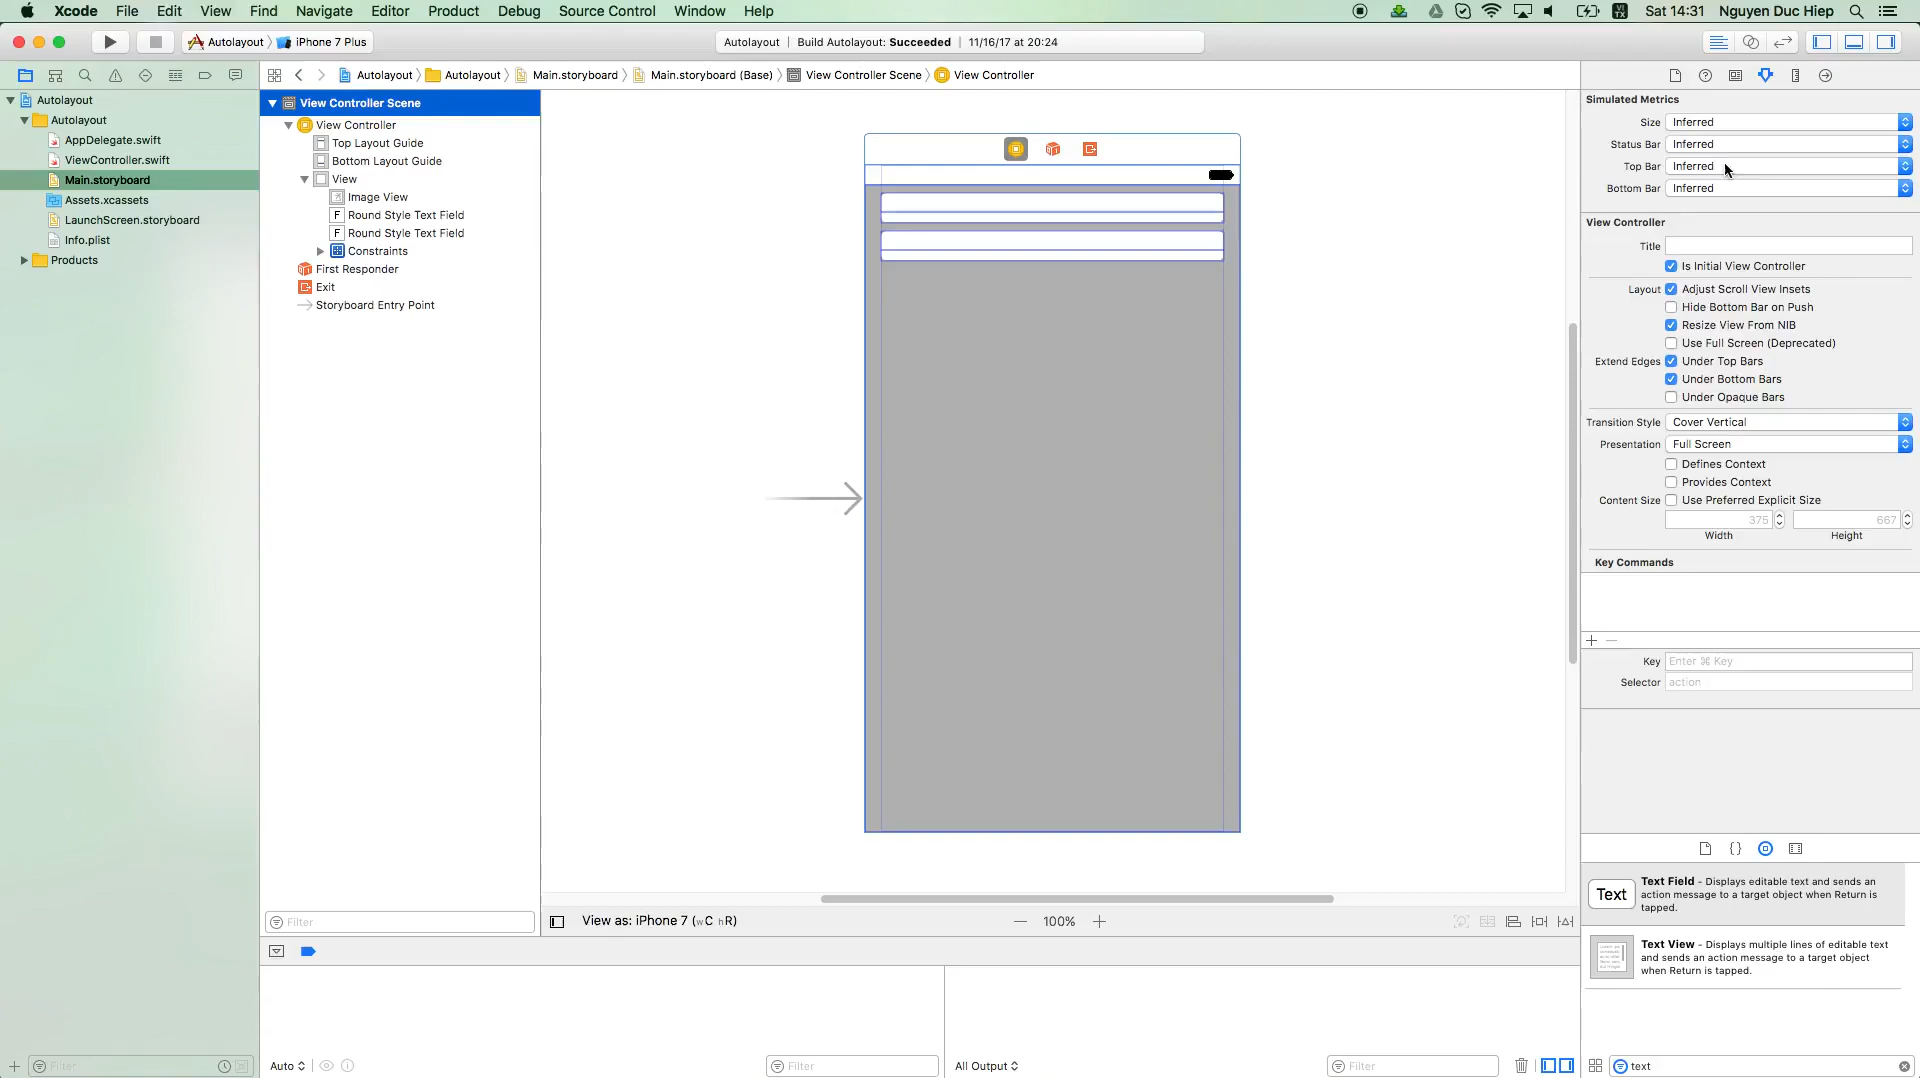 Xcode File Edit View Find Navigate Editor Product Debug Source Control Window Help
VI TX Sat 14:31 Nguyen Duc Hiep
Autolayout iPhone 7 Plus
Autolayout | Build Autolayout: Succeeded | 11/16/17 at 20:24
Autolayout Autolayout Main.storyboard Main.storyboard (Base) View Controller Scene View Controller
Autolayout
Autolayout
AppDelegate.swift
ViewController.swift
Main.storyboard
Assets.xcassets
LaunchScreen.storyboard
Info.plist
Products
Filter
View Controller Scene
View Controller
Top Layout Guide
Bottom Layout Guide
View
Image View
F Round Style Text Field
F Round Style Text Field
Constraints
First Responder
Exit
Storyboard Entry Point
Filter
View as: iPhone 7 (wC hR)
100%
Auto
Filter
All Output
Filter
Simulated Metrics
Size Inferred
Status Bar Inferred
Top Bar Inferred
Bottom Bar Inferred
View Controller
Title
Is Initial View Controller
Layout Adjust Scroll View Insets
Hide Bottom Bar on Push
Resize View From NIB
Use Full Screen (Deprecated)
Extend Edges Under Top Bars
Under Bottom Bars
Under Opaque Bars
Transition Style Cover Vertical
Presentation Full Screen
Defines Context
Provides Context
Content Size Use Preferred Explicit Size
375 667
Width Height
Key Commands
Key Enter ⌘ Key
Selector action
Text
Text Field - Displays editable text and sends an
action message to a target object when Return is
tapped.
Text View - Displays multiple lines of editable text
and sends an action message to a target object
when Return is tapped.
text